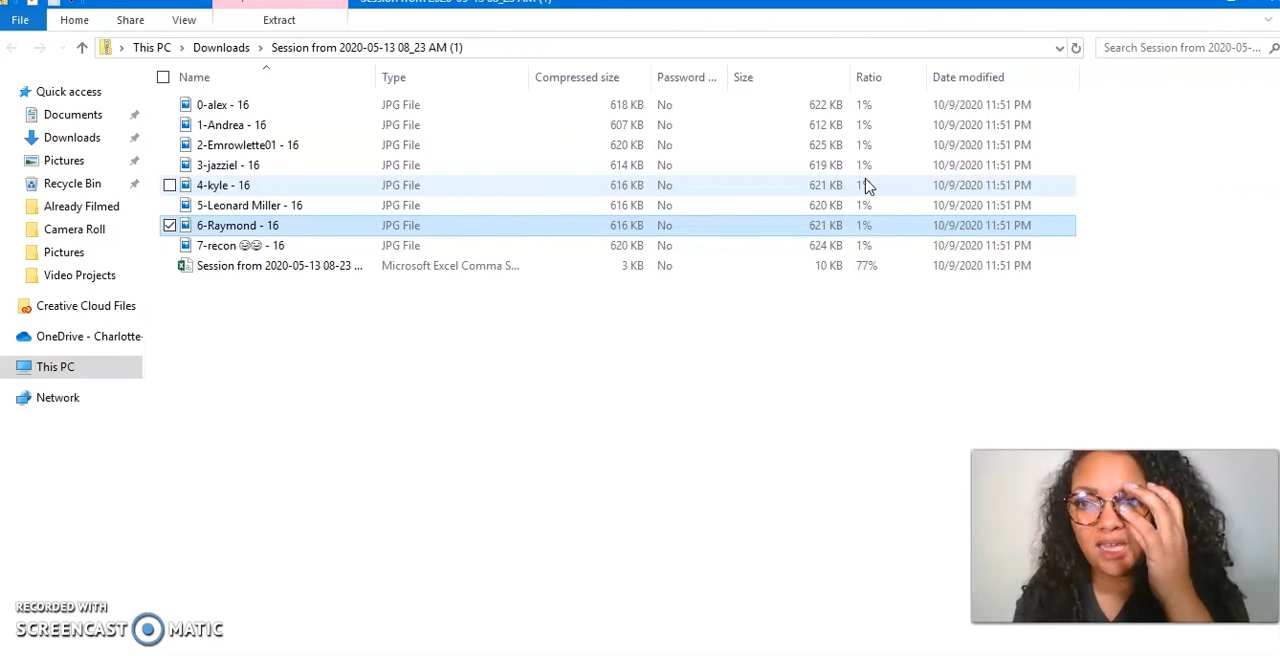 Session from 2020-05-13 08_23 AM (1)
File Home Share View Extract
This PC Downloads Session from 2020-05-13 08_23 AM (1) Search Session from 2020-05-...
Name Type Compressed size Password ... Size Ratio Date modified
0-alex - 16 JPG File 618 KB No 622 KB 1% 10/9/2020 11:51 PM
1-Andrea - 16 JPG File 607 KB No 612 KB 1% 10/9/2020 11:51 PM
2-Emrowlette01 - 16 JPG File 620 KB No 625 KB 1% 10/9/2020 11:51 PM
3-jazziel - 16 JPG File 614 KB No 619 KB 1% 10/9/2020 11:51 PM
4-kyle - 16 JPG File 616 KB No 621 KB 1% 10/9/2020 11:51 PM
5-Leonard Miller - 16 JPG File 616 KB No 620 KB 1% 10/9/2020 11:51 PM
6-Raymond - 16 JPG File 616 KB No 621 KB 1% 10/9/2020 11:51 PM
7-recon 😂😂 - 16 JPG File 620 KB No 624 KB 1% 10/9/2020 11:51 PM
Session from 2020-05-13 08-23 ... Microsoft Excel Comma S... 3 KB No 10 KB 77% 10/9/2020 11:51 PM
Quick access
Documents
Downloads
Pictures
Recycle Bin
Already Filmed
Camera Roll
Pictures
Video Projects
Creative Cloud Files
OneDrive - Charlotte-
This PC
Network
RECORDED WITH
SCREENCAST MATIC